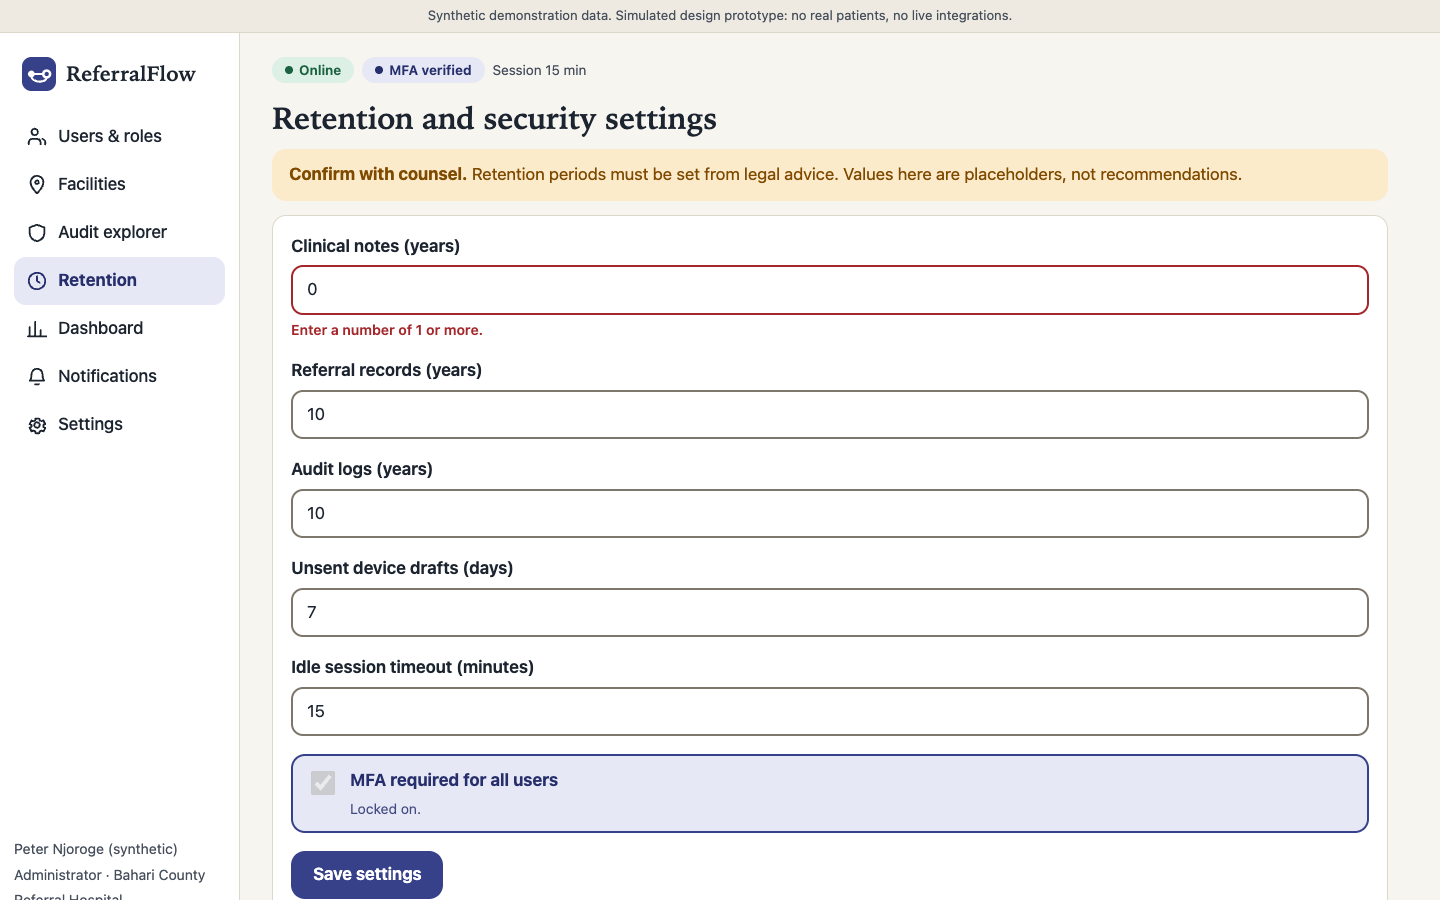 Synthetic demonstration data. Simulated design prototype: no real patients, no live integrations.
ReferralFlow
Users & roles
Facilities
Audit explorer
Retention
Dashboard
Notifications
Settings
Peter Njoroge (synthetic)
Administrator · Bahari County
Referral Hospital
Online
MFA verified
Session 15 min
Retention and security settings
Confirm with counsel. Retention periods must be set from legal advice. Values here are placeholders, not recommendations.
Clinical notes (years)
0
Enter a number of 1 or more.
Referral records (years)
10
Audit logs (years)
10
Unsent device drafts (days)
7
Idle session timeout (minutes)
15
MFA required for all users
Locked on.
Save settings